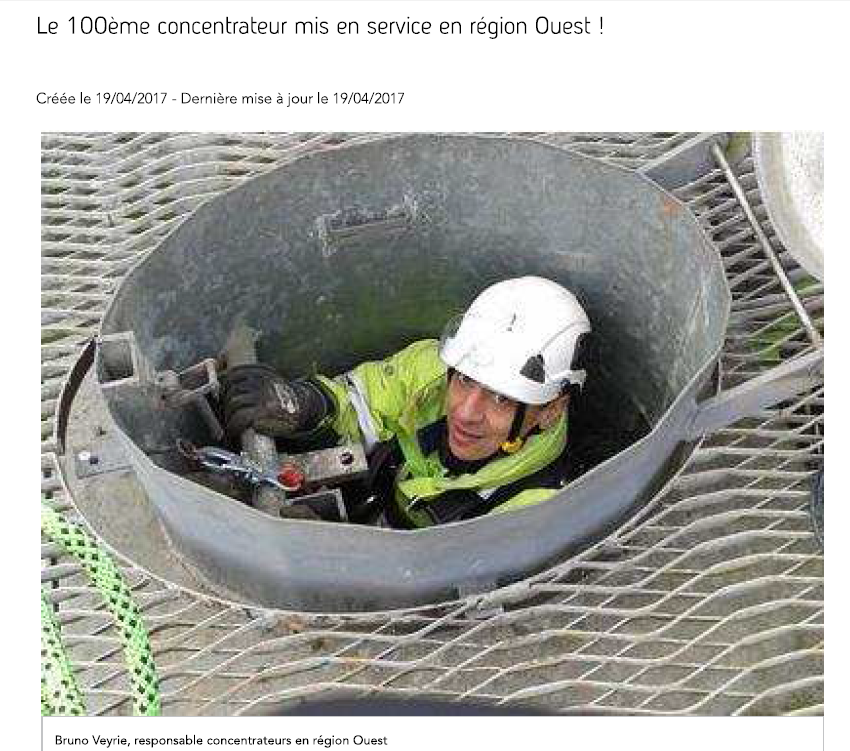 Le 100ème concentrateur mis en service en région Ouest !
Créée le 19/04/2017 - Dernière mise à jour le 19/04/2017
Bruno Veyrie, responsable concentrateurs en région Ouest